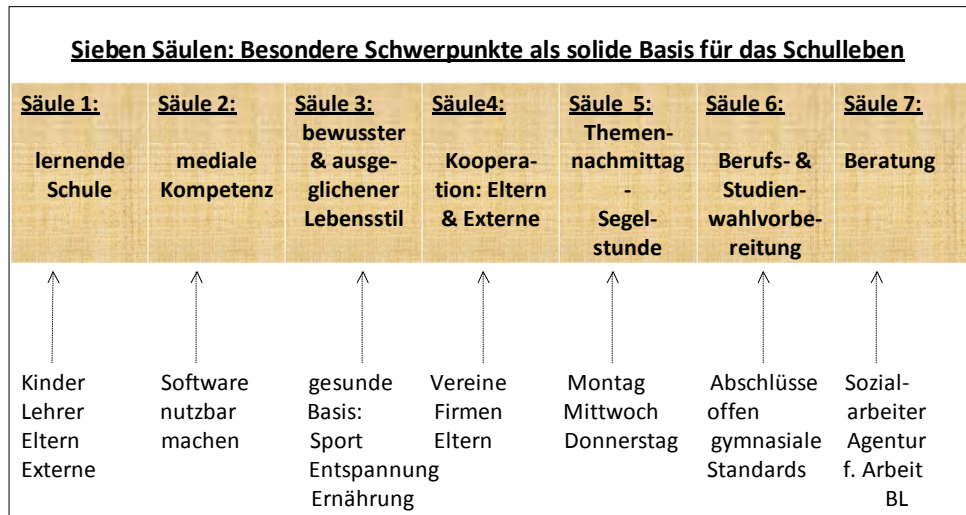 Sieben Säulen: Besondere Schwerpunkte als solide Basis für das Schulleben
Säule 1:
lernende
Schule
Säule 2:
mediale
Kompetenz
Säule 3:
bewusster
& ausge-
glichener
Lebensstil
Säule4:
Koopera-
tion: Eltern
& Externe
Säule 5:
Themen-
nachmittag
-
Segel-
stunde
Säule 6:
Berufs- &
Studien-
wahlvorbe-
reitung
Säule 7:
Beratung
Kinder
Lehrer
Eltern
Externe
Software
nutzbar
machen
gesunde
Basis:
Sport
Entspannung
Ernährung
Vereine
Firmen
Eltern
Montag
Mittwoch
Donnerstag
Abschlüsse
offen
gymnasiale
Standards
Sozial-
arbeiter
Agentur
f. Arbeit
BL